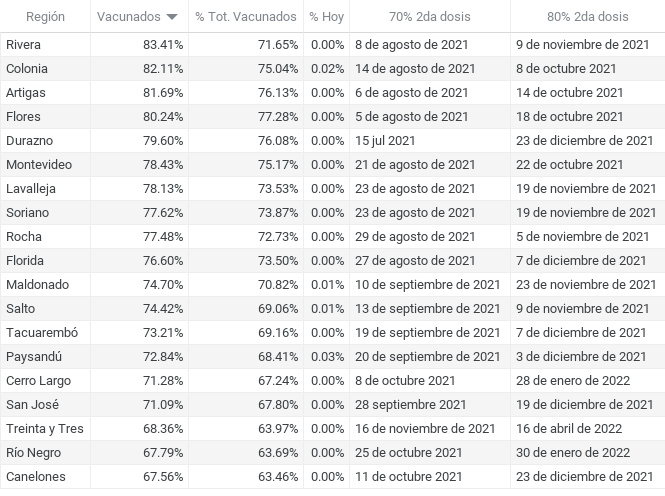 Región Vacunados % Tot. Vacunados % Hoy 70% 2da dosis 80% 2da dosis
Rivera 83.41% 71.65% 0.00% 8 de agosto de 2021 9 de noviembre de 2021
Colonia 82.11% 75.04% 0.02% 14 de agosto de 2021 8 de octubre 2021
Artigas 81.69% 76.13% 0.00% 6 de agosto de 2021 14 de octubre 2021
Flores 80.24% 77.28% 0.00% 5 de agosto de 2021 18 de octubre 2021
Durazno 79.60% 76.08% 0.00% 15 jul 2021 23 de diciembre de 2021
Montevideo 78.43% 75.17% 0.00% 21 de agosto de 2021 22 de octubre 2021
Lavalleja 78.13% 73.53% 0.00% 23 de agosto de 2021 19 de noviembre de 2021
Soriano 77.62% 73.87% 0.00% 23 de agosto de 2021 19 de noviembre de 2021
Rocha 77.48% 72.73% 0.00% 29 de agosto de 2021 5 de noviembre de 2021
Florida 76.60% 73.50% 0.00% 27 de agosto de 2021 7 de diciembre de 2021
Maldonado 74.70% 70.82% 0.01% 10 de septiembre de 2021 23 de noviembre de 2021
Salto 74.42% 69.06% 0.01% 13 de septiembre de 2021 9 de noviembre de 2021
Tacuarembó 73.21% 69.16% 0.00% 19 de septiembre de 2021 7 de diciembre de 2021
Paysandú 72.84% 68.41% 0.03% 20 de septiembre de 2021 3 de diciembre de 2021
Cerro Largo 71.28% 67.24% 0.00% 8 de octubre 2021 28 de enero de 2022
San José 71.09% 67.80% 0.00% 28 septiembre 2021 19 de diciembre de 2021
Treinta y Tres 68.36% 63.97% 0.00% 16 de noviembre de 2021 16 de abril de 2022
Río Negro 67.79% 63.69% 0.00% 25 de octubre 2021 30 de enero de 2022
Canelones 67.56% 63.46% 0.00% 11 de octubre 2021 23 de diciembre de 2021